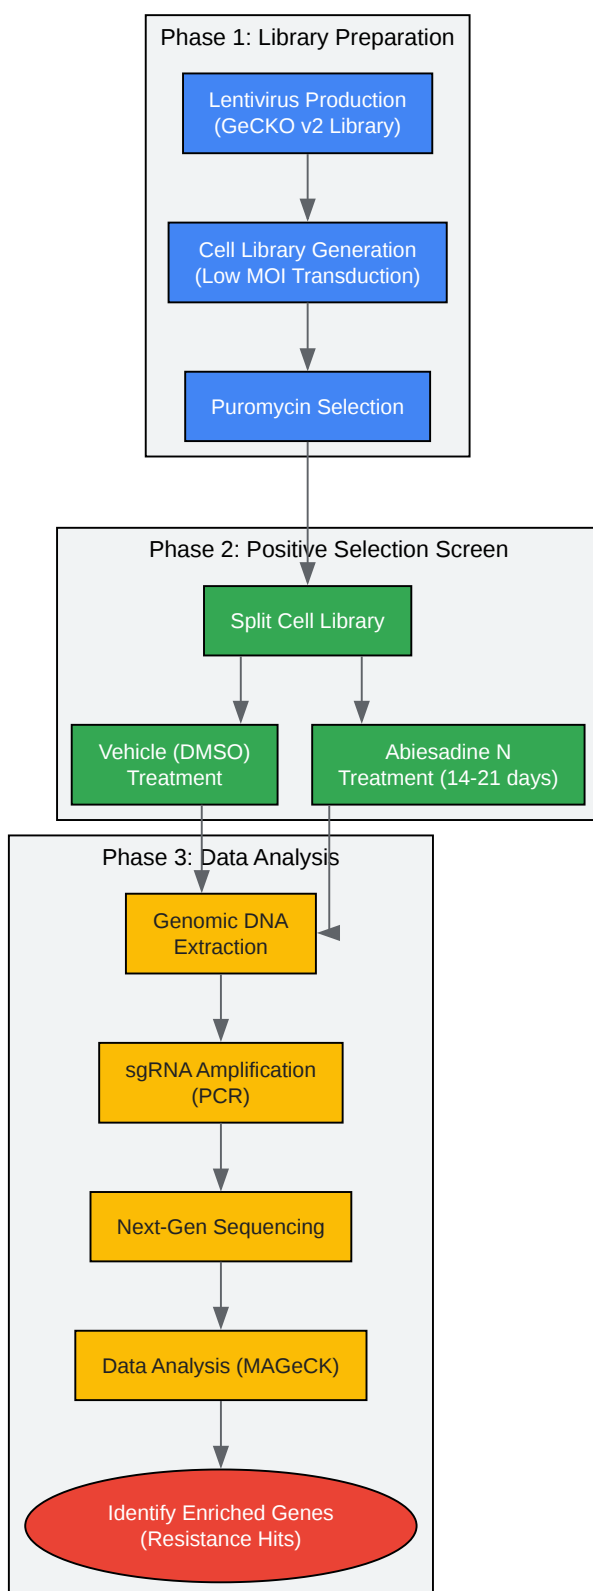 Phase 1: Library Preparation
Lentivirus Production
(GeCKO v2 Library)
Cell Library Generation
(Low MOI Transduction)
Puromycin Selection
Phase 2: Positive Selection Screen
Split Cell Library
Vehicle (DMSO)
Treatment
Abiesadine N
Treatment (14-21 days)
Phase 3: Data Analysis
Genomic DNA
Extraction
sgRNA Amplification
(PCR)
Next-Gen Sequencing
Data Analysis (MAGeCK)
Identify Enriched Genes
(Resistance Hits)